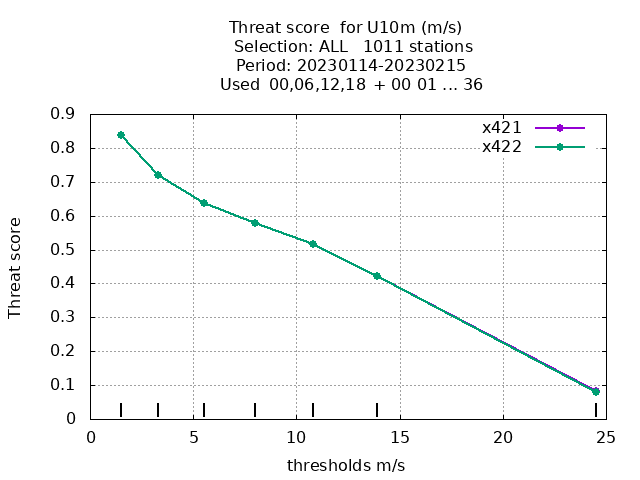 Threat score  for U10m (m/s)
Selection: ALL   1011 stations
Period: 20230114-20230215
Used  00,06,12,18  + 00 01 ... 36
x421
x422
Threat score
0.9
0.8
0.7
0.6
0.5
0.4
0.3
0.2
0.1
0
0 5 10 15 20 25
thresholds m/s